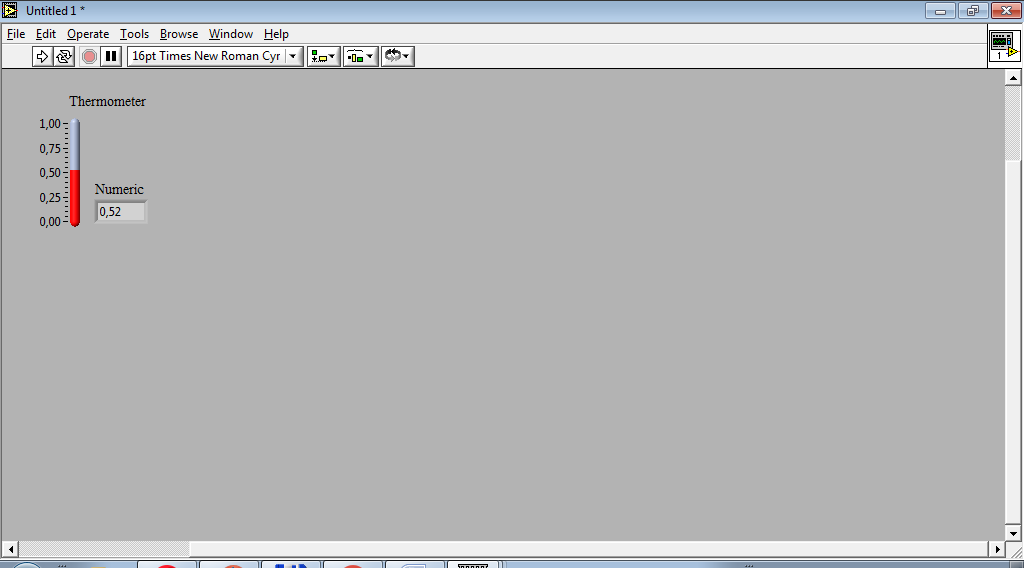 Untitled 1 *
File Edit Operate Tools Browse Window Help
16pt Times New Roman Cyr
1
Thermometer
1,00
0,75
0,50
0,25
0,00
Numeric
0,52